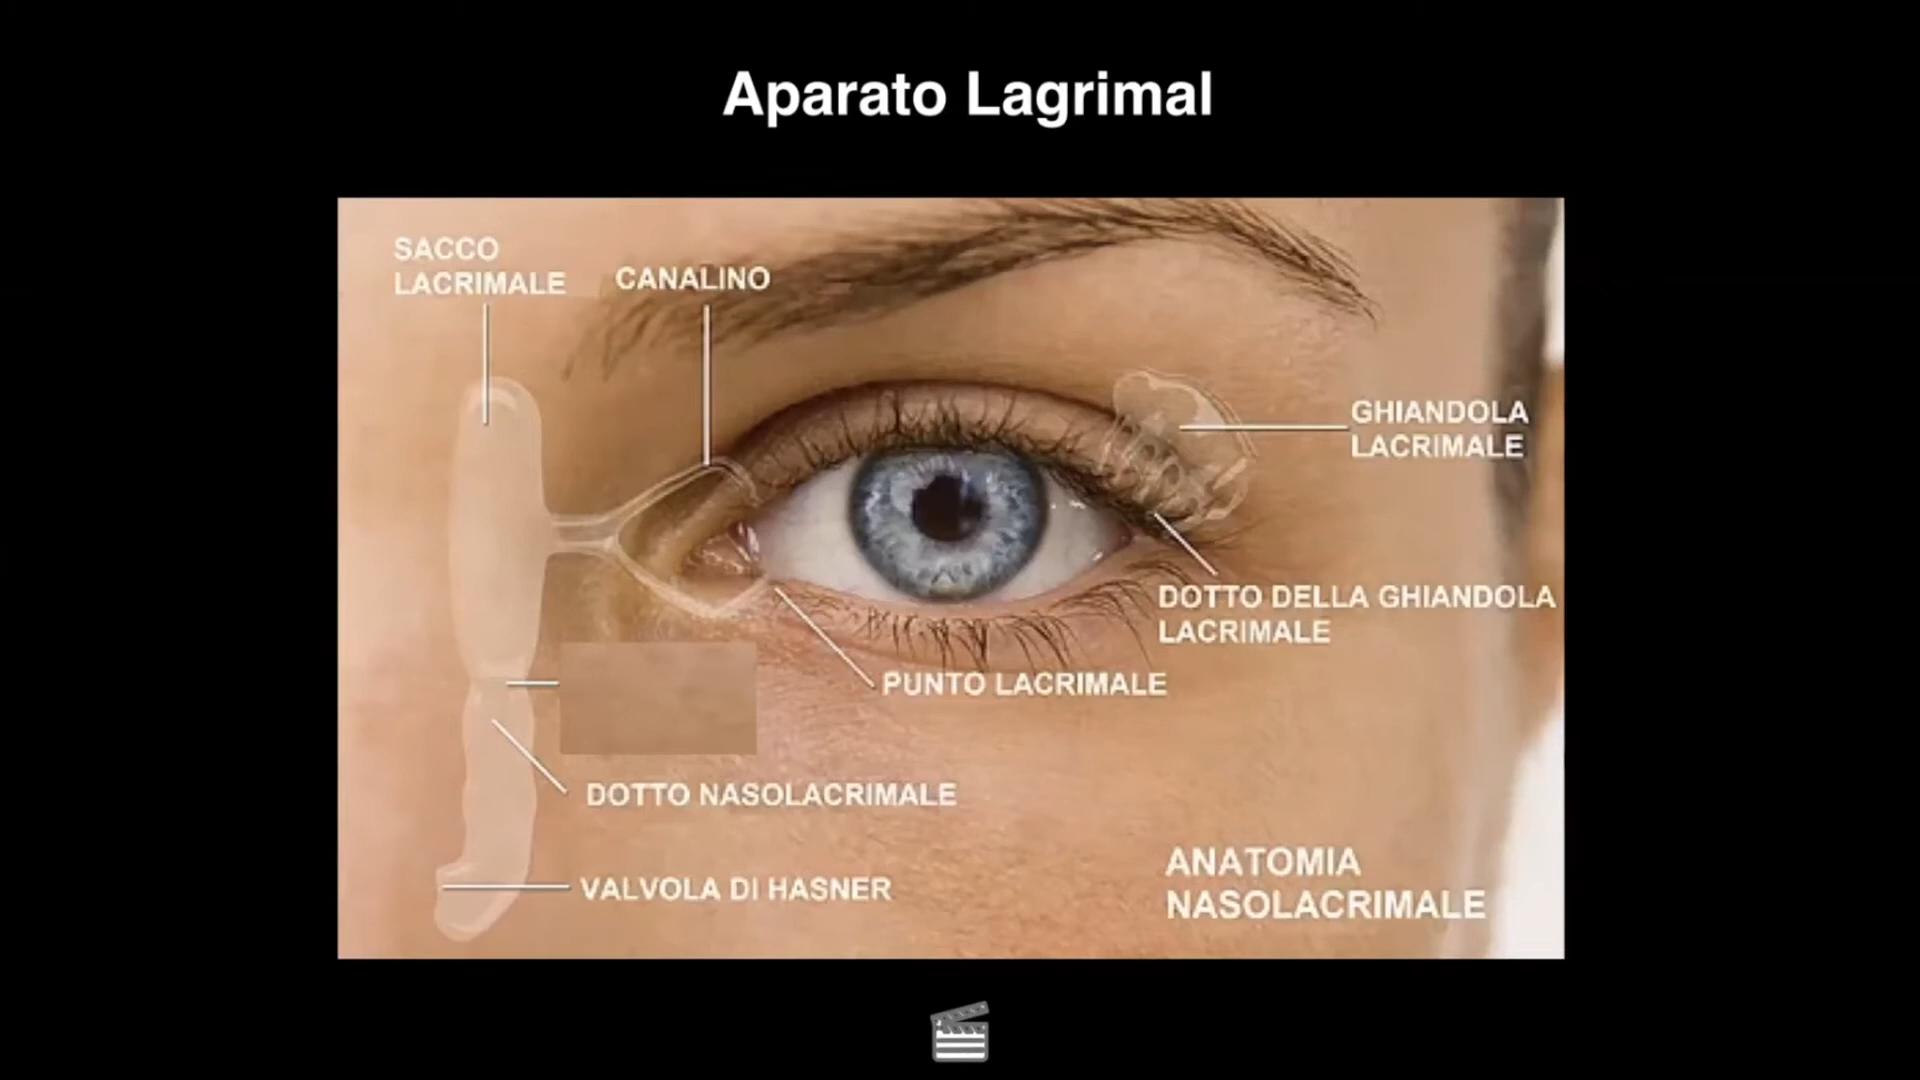 Aparato Lagrimal
SACCO
LACRIMALE
CANALINO
GHIANDOLA
LACRIMALE
DOTTO DELLA GHIANDOLA
LACRIMALE
PUNTO LACRIMALE
DOTTO NASOLACRIMALE
VALVOLA DI HASNER
ANATOMIA
NASOLACRIMALE